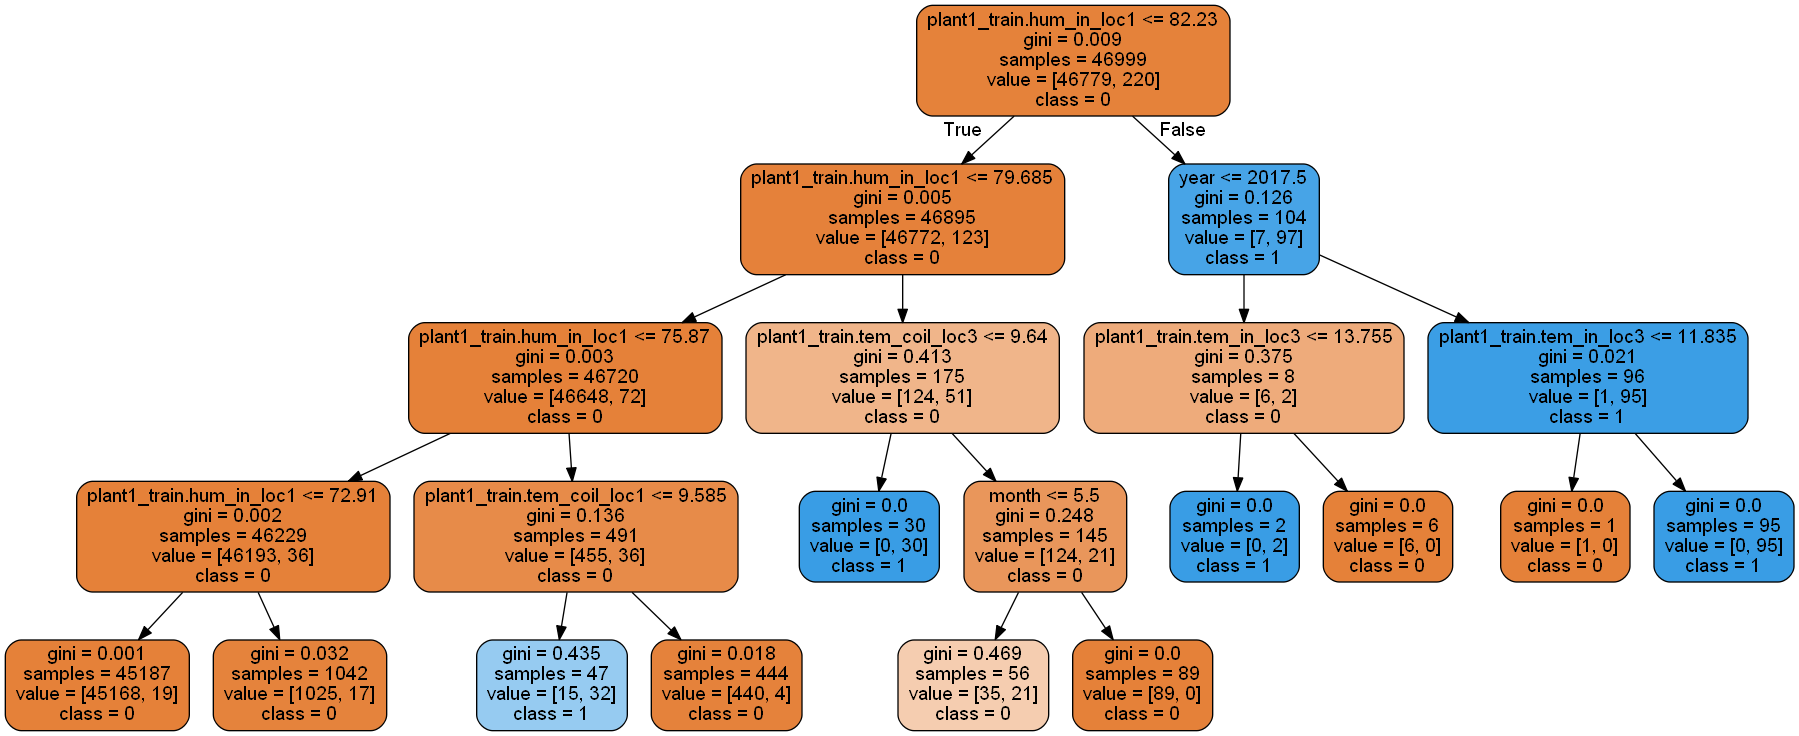 plant1_train.hum_in_loc1 <= 82.23
gini = 0.009
samples = 46999
value = [46779, 220]
class = 0
True
False
plant1_train.hum_in_loc1 <= 79.685
gini = 0.005
samples = 46895
value = [46772, 123]
class = 0
year <= 2017.5
gini = 0.126
samples = 104
value = [7, 97]
class = 1
plant1_train.hum_in_loc1 <= 75.87
gini = 0.003
samples = 46720
value = [46648, 72]
class = 0
plant1_train.tem_coil_loc3 <= 9.64
gini = 0.413
samples = 175
value = [124, 51]
class = 0
plant1_train.tem_in_loc3 <= 13.755
gini = 0.375
samples = 8
value = [6, 2]
class = 0
plant1_train.tem_in_loc3 <= 11.835
gini = 0.021
samples = 96
value = [1, 95]
class = 1
plant1_train.hum_in_loc1 <= 72.91
gini = 0.002
samples = 46229
value = [46193, 36]
class = 0
plant1_train.tem_coil_loc1 <= 9.585
gini = 0.136
samples = 491
value = [455, 36]
class = 0
gini = 0.0
samples = 30
value = [0, 30]
class = 1
month <= 5.5
gini = 0.248
samples = 145
value = [124, 21]
class = 0
gini = 0.0
samples = 2
value = [0, 2]
class = 1
gini = 0.0
samples = 6
value = [6, 0]
class = 0
gini = 0.0
samples = 1
value = [1, 0]
class = 0
gini = 0.0
samples = 95
value = [0, 95]
class = 1
gini = 0.001
samples = 45187
value = [45168, 19]
class = 0
gini = 0.032
samples = 1042
value = [1025, 17]
class = 0
gini = 0.435
samples = 47
value = [15, 32]
class = 1
gini = 0.018
samples = 444
value = [440, 4]
class = 0
gini = 0.469
samples = 56
value = [35, 21]
class = 0
gini = 0.0
samples = 89
value = [89, 0]
class = 0